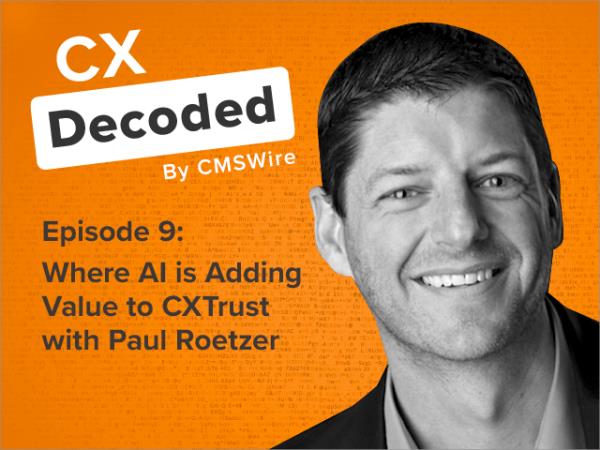 CX
Decoded
By CMSWire
Episode 9:
Where AI is Adding
Value to CXTrust
with Paul Roetzer